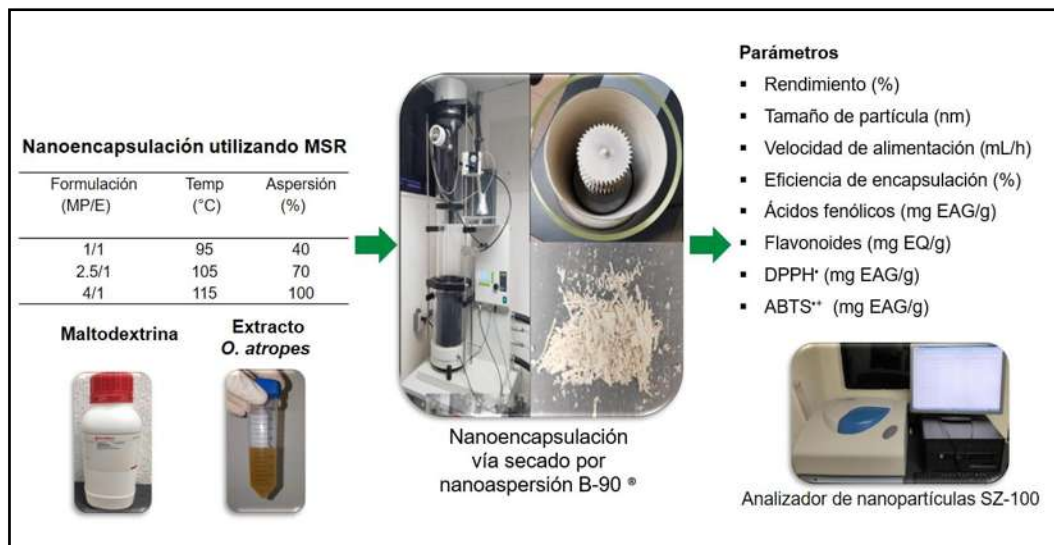 Nanoencapsulación utilizando MSR
Formulación Temp Aspersión
(MP/E) (°C) (%)
1/1 95 40
2.5/1 105 70
4/1 115 100
Maltodextrina
Extracto
O. atropes
Nanoencapsulación
vía secado por
nanoaspersión B-90 ®
Parámetros
▪ Rendimiento (%)
▪ Tamaño de partícula (nm)
▪ Velocidad de alimentación (mL/h)
▪ Eficiencia de encapsulación (%)
▪ Ácidos fenólicos (mg EAG/g)
▪ Flavonoides (mg EQ/g)
▪ DPPH• (mg EAG/g)
▪ ABTS•+ (mg EAG/g)
Analizador de nanopartículas SZ-100